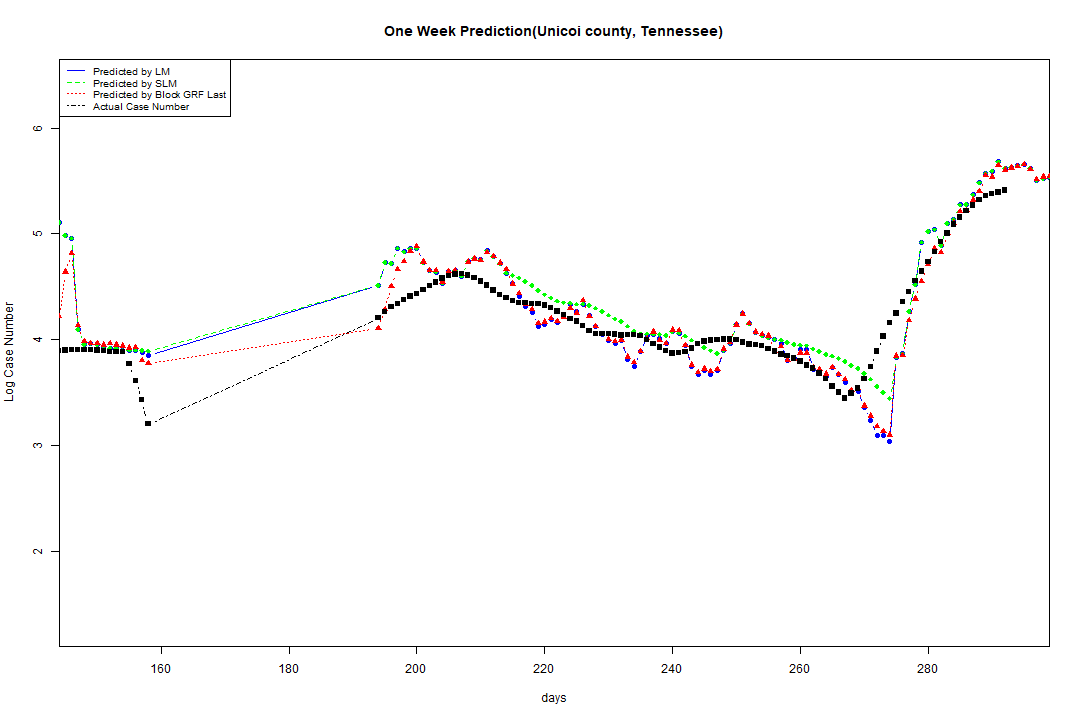 One Week Prediction(Unicoi county, Tennessee)
Predicted by LM
Predicted by SLM
Predicted by Block GRF Last
Actual Case Number
6
5
4
3
2
Log Case Number
160 180 200 220 240 260 280
days